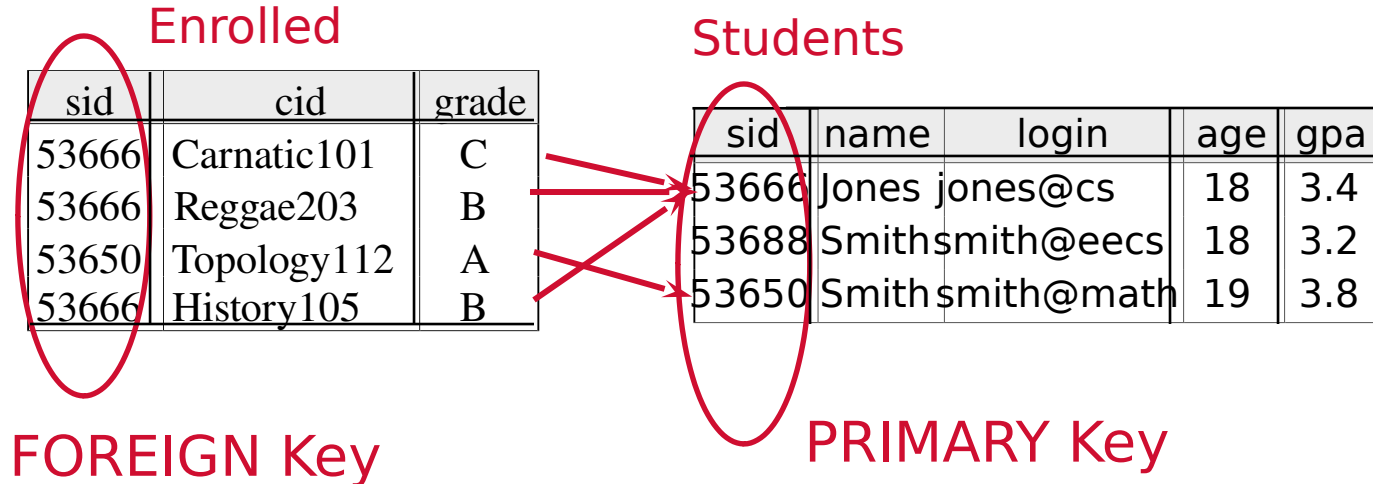 Enrolled
sid cid grade
53666 Carnatic101 C
53666 Reggae203 B
53650 Topology112 A
53666 History105 B
FOREIGN Key
Students
sid name login age gpa
53666 Jones jones@cs 18 3.4
53688 Smith smith@eecs 18 3.2
53650 Smith smith@math 19 3.8
PRIMARY Key